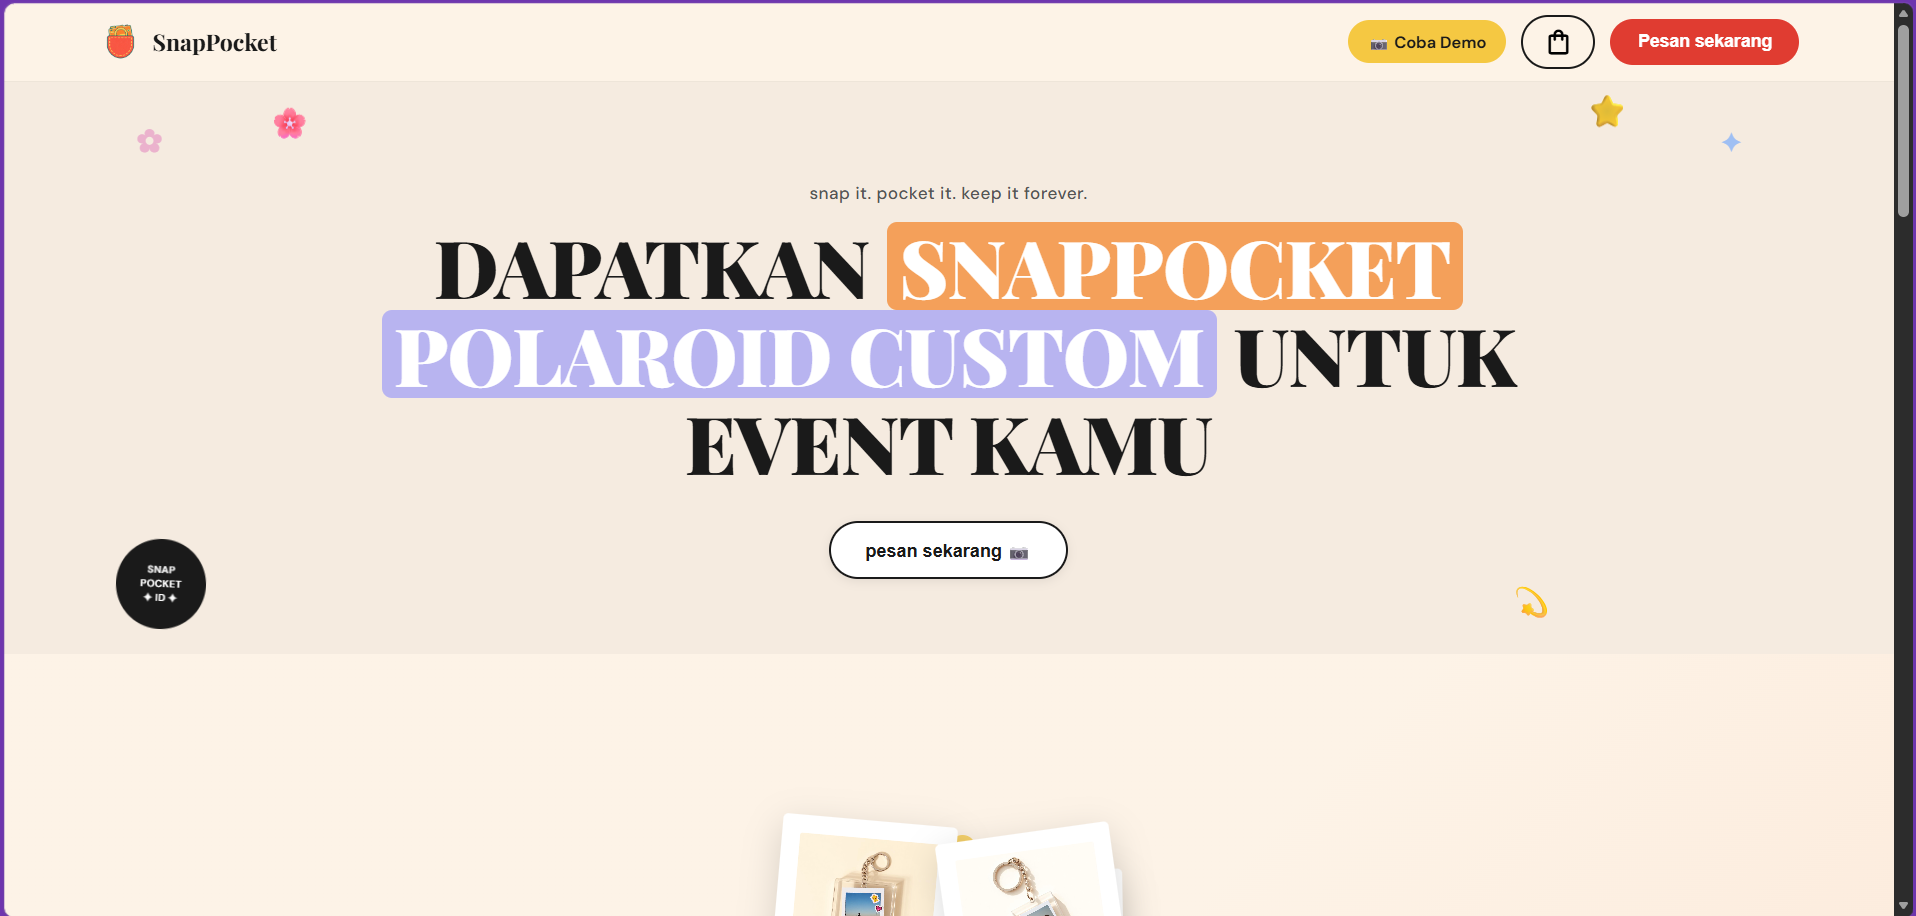 SnapPocket
📷 Coba Demo
Pesan sekarang
snap it. pocket it. keep it forever.
DAPATKAN SNAPPOCKET
POLAROID CUSTOM UNTUK
EVENT KAMU
pesan sekarang 📷
SNAP
POCKET
✦ ID ✦